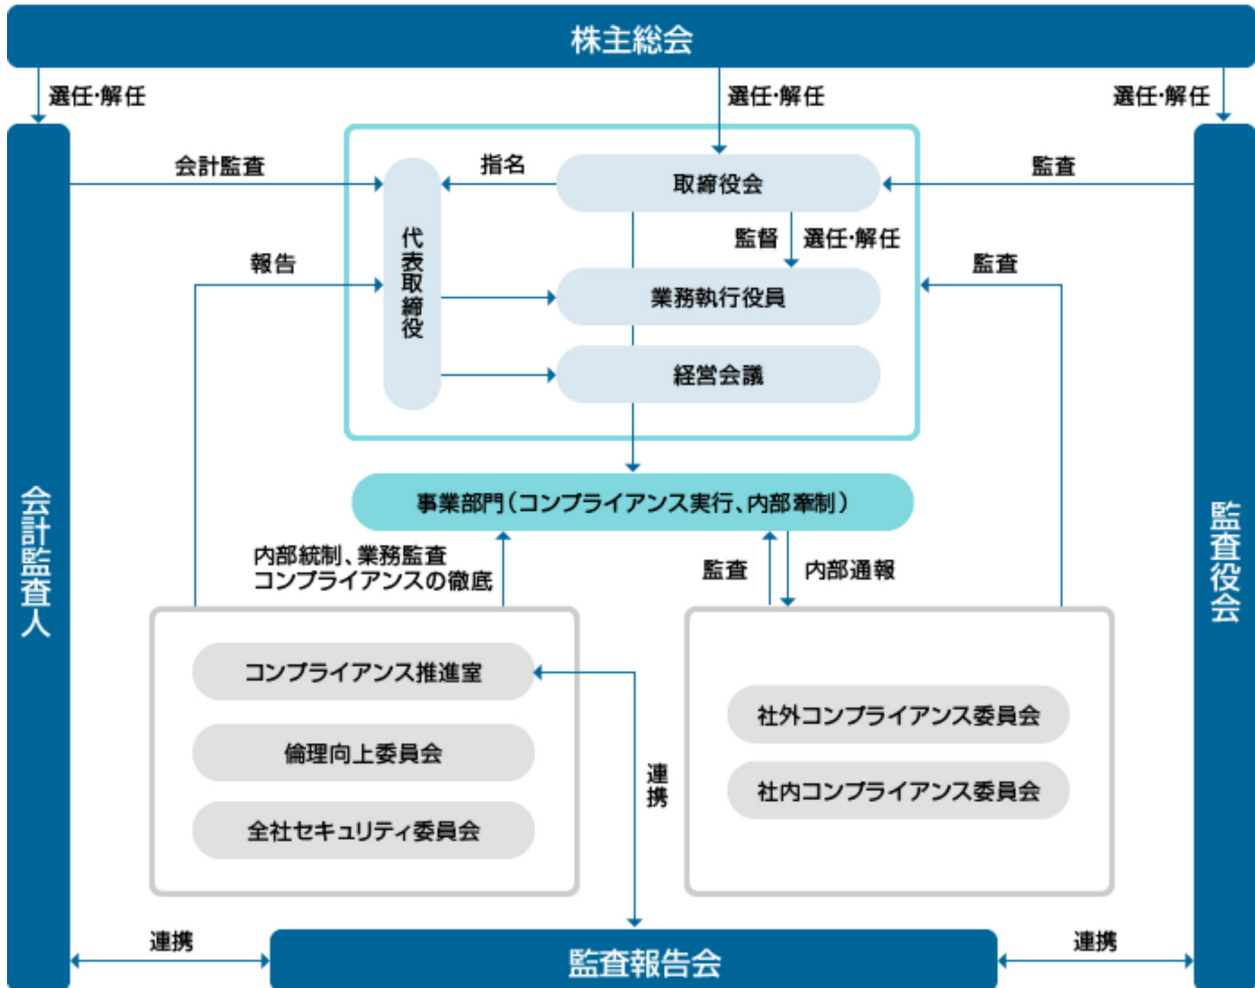 株主総会
選任・解任
選任・解任
選任・解任
会計監査
指名
取締役会
監査
代表取締役
監督
選任・解任
報告
監査
業務執行役員
経営会議
事業部門(コンプライアンス実行、内部牽制)
会計監査人
監査役会
内部統制、業務監査
コンプライアンスの徹底
監査
内部通報
コンプライアンス推進室
倫理向上委員会
全社セキュリティ委員会
連携
社外コンプライアンス委員会
社内コンプライアンス委員会
連携
監査報告会
連携